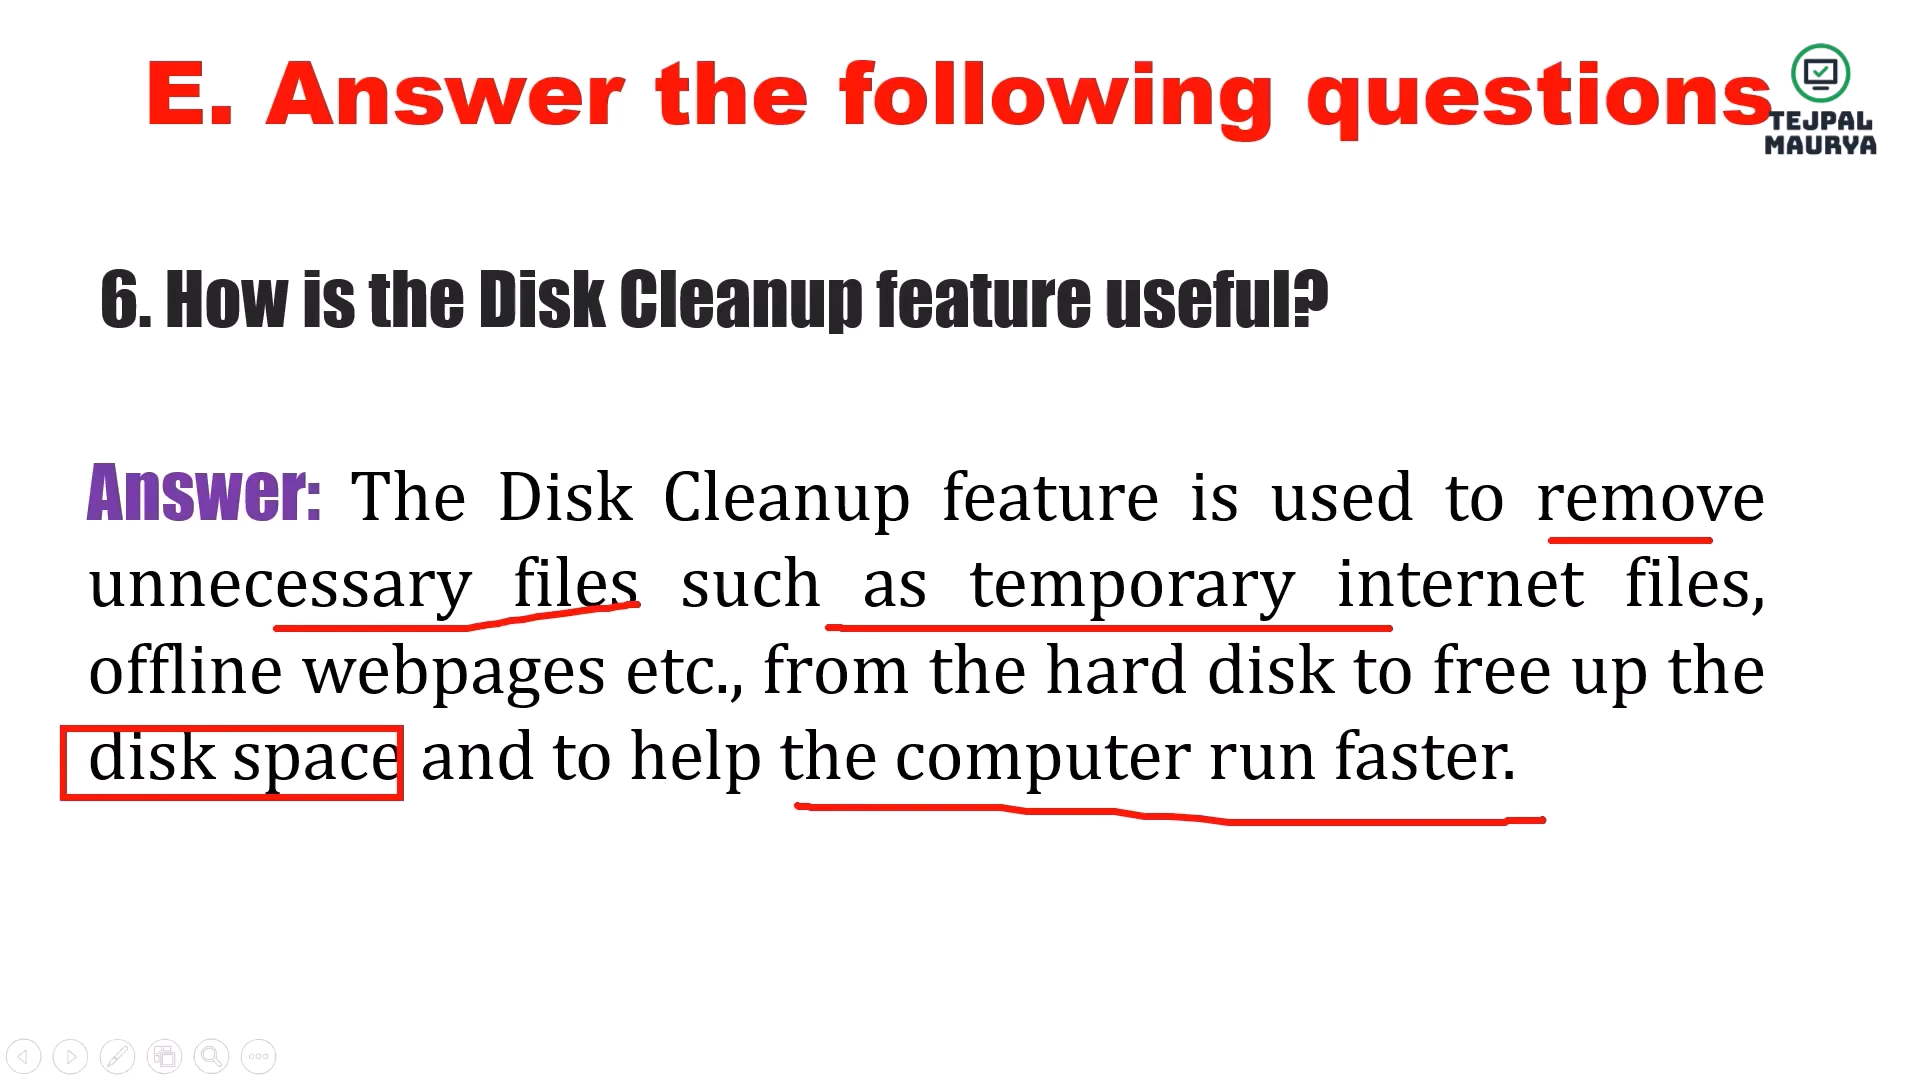 E. Answer the following questions
TEJPAL
MAURYA
6. How is the Disk Cleanup feature useful?
Answer: The Disk Cleanup feature is used to remove
unnecessary files such as temporary internet files,
offline webpages etc., from the hard disk to free up the
disk space and to help the computer run faster.